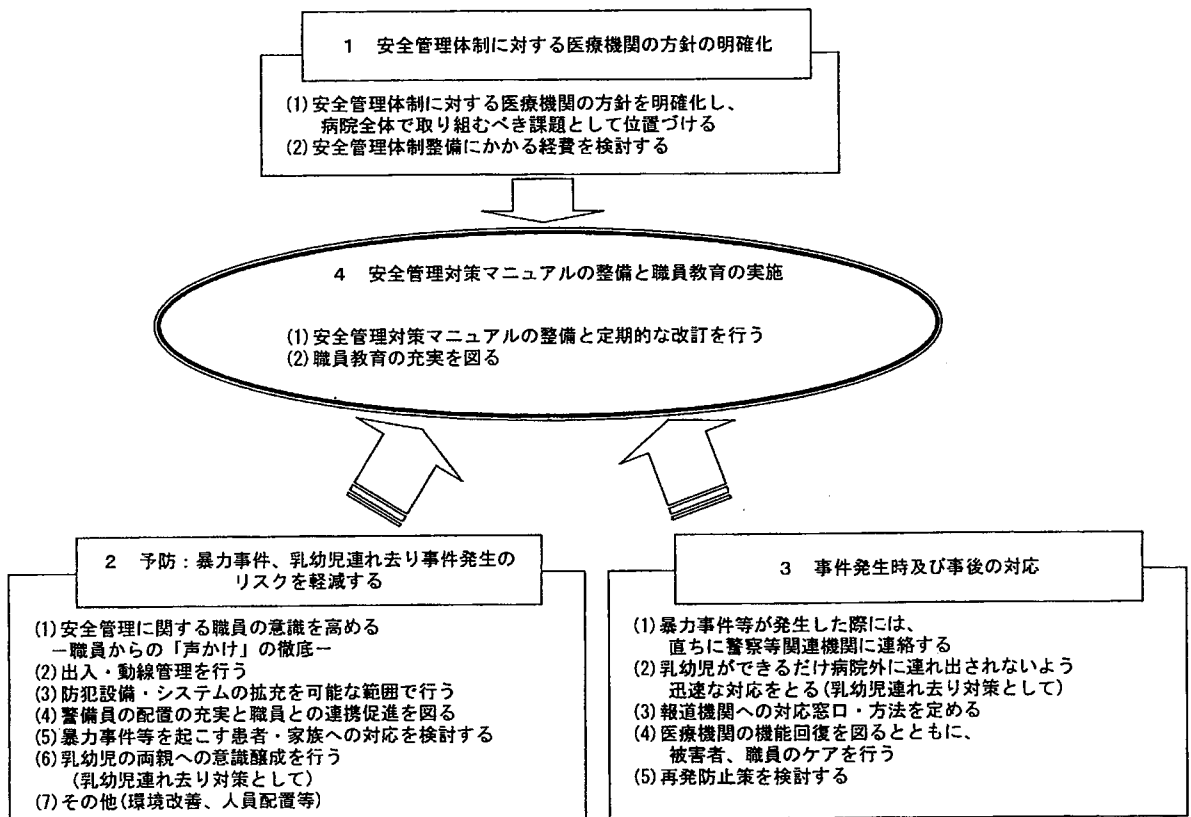 1　安全管理体制に対する医療機関の方針の明確化
(1)安全管理体制に対する医療機関の方針を明確化し、
病院全体で取り組むべき課題として位置づける
(2)安全管理体制整備にかかる経費を検討する
4　安全管理対策マニュアルの整備と職員教育の実施
(1)安全管理対策マニュアルの整備と定期的な改訂を行う
(2)職員教育の充実を図る
2　予防：暴力事件、乳幼児連れ去り事件発生の
リスクを軽減する
(1)安全管理に関する職員の意識を高める
－職員からの「声かけ」の徹底－
(2)出入・動線管理を行う
(3)防犯設備・システムの拡充を可能な範囲で行う
(4)警備員の配置の充実と職員との連携促進を図る
(5)暴力事件等を起こす患者・家族への対応を検討する
(6)乳幼児の両親への意識醸成を行う
(乳幼児連れ去り対策として)
(7)その他(環境改善、人員配置等)
3　事件発生時及び事後の対応
(1)暴力事件等が発生した際には、
直ちに警察等関連機関に連絡する
(2)乳幼児ができるだけ病院外に連れ出されないよう
迅速な対応をとる(乳幼児連れ去り対策として)
(3)報道機関への対応窓口・方法を定める
(4)医療機関の機能回復を図るとともに、
被害者、職員のケアを行う
(5)再発防止策を検討する